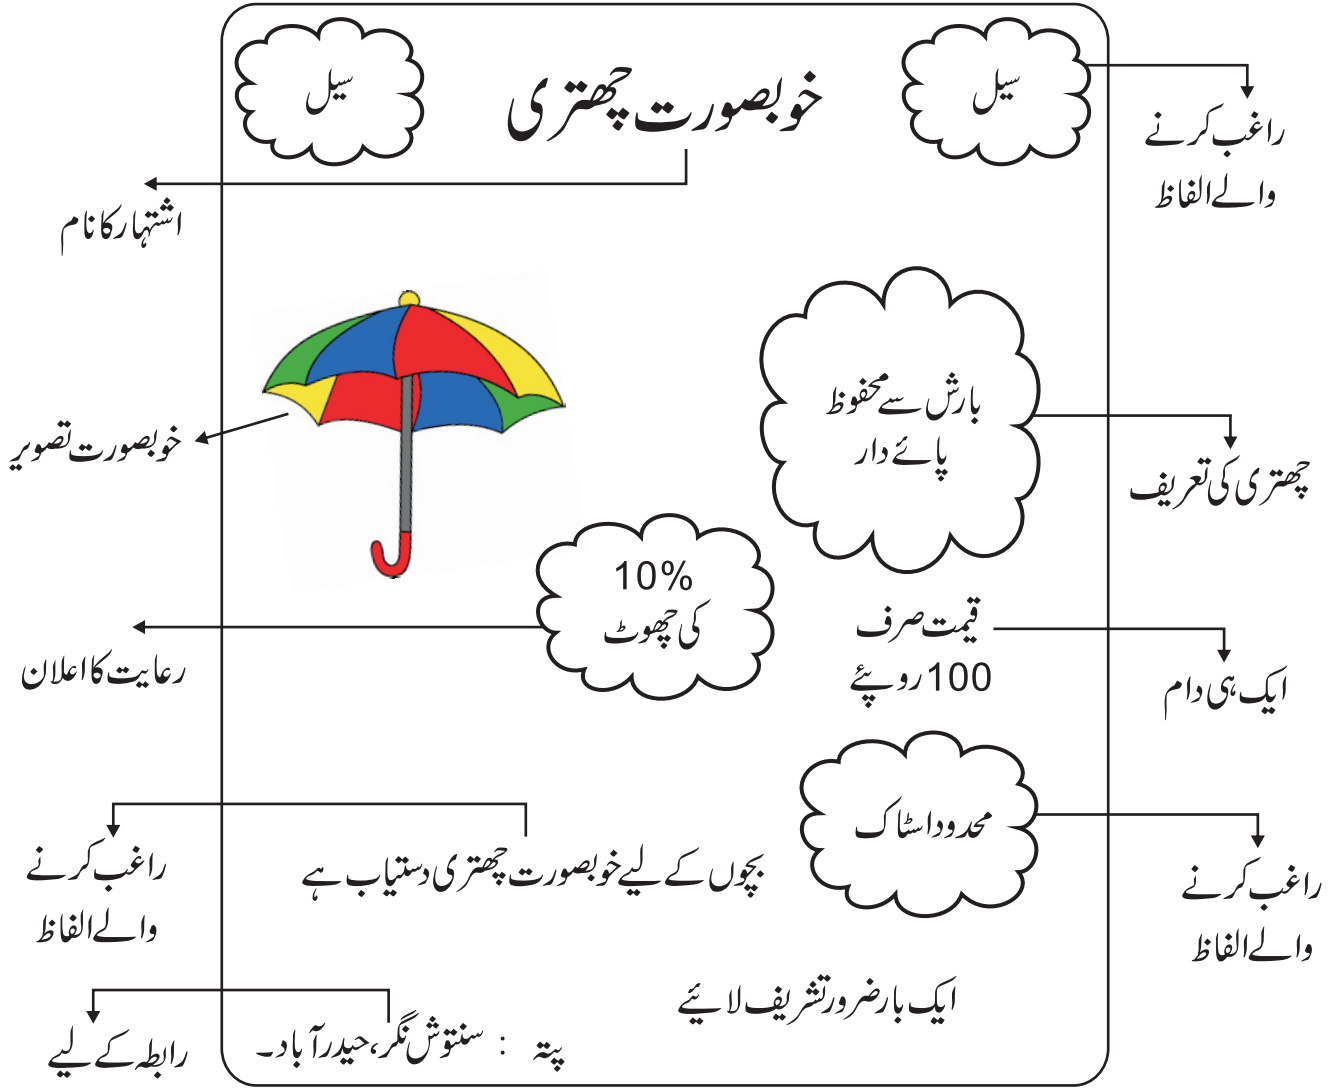 سیل
خوبصورت چھتری
سیل
راغب کرنے
والے الفاظ
اشتہار کا نام
بارش سے محفوظ
پائے دار
چھتری کی تعریف
خوبصورت تصویر
10%
کی چھوٹ
رعایت کا اعلان
قیمت صرف
100 روپئے
ایک ہی دام
محدود اسٹاک
راغب کرنے
والے الفاظ
بچوں کے لیے خوبصورت چھتری دستیاب ہے
راغب کرنے
والے الفاظ
ایک بار ضرور تشریف لائیے
پتہ : سنتوش نگر، حیدرآباد۔
رابطہ کے لیے